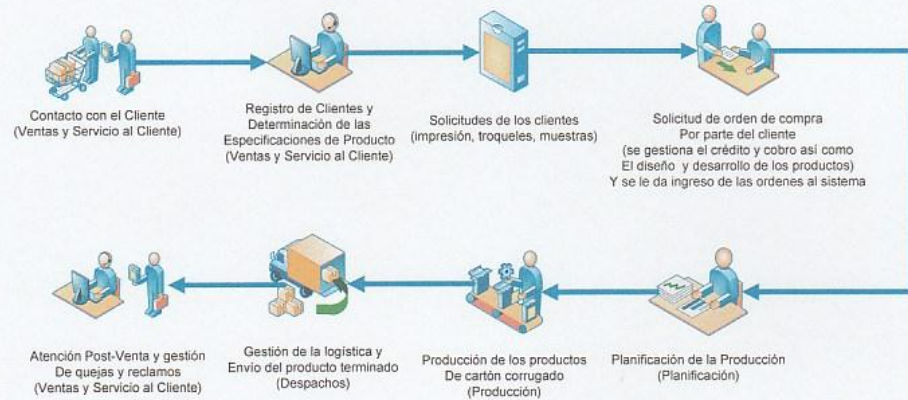 Contacto con el Cliente
(Ventas y Servicio al Cliente)
Registro de Clientes y
Determinación de las
Especificaciones de Producto
(Ventas y Servicio al Cliente)
Solicitudes de los clientes
(impresión, troqueles, muestras)
Solicitud de orden de compra
Por parte del cliente
(se gestiona el crédito y cobro así como
El diseño y desarrollo de los productos)
Y se le da ingreso de las ordenes al sistema
Atención Post-Venta y gestión
De quejas y reclamos
(Ventas y Servicio al Cliente)
Gestión de la logística y
Envío del producto terminado
(Despachos)
Producción de los productos
De cartón corrugado
(Producción)
Planificación de la Producción
(Planificación)